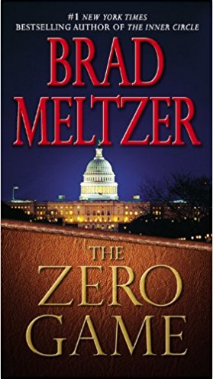 #1 NEW YORK TIMES
BESTSELLING AUTHOR OF THE INNER CIRCLE
BRAD
MELTZER
THE
ZERO
GAME